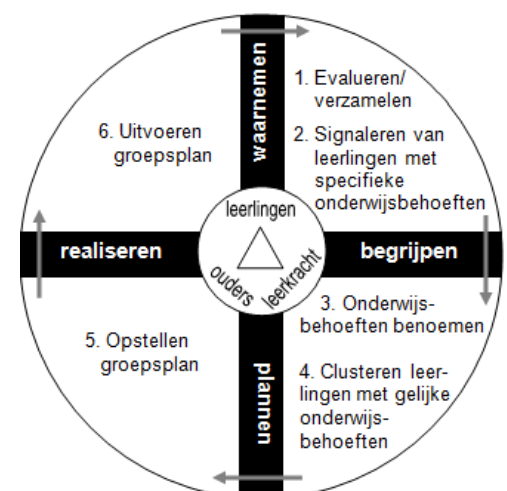 waarnemen
1. Evalueren/
verzamelen
2. Signaleren van
leerlingen met
specifieke
onderwijsbehoeften
begrijpen
3. Onderwijs-
behoeften benoemen
4. Clusteren leer-
lingen met gelijke
onderwijs-
behoeften
plannen
5. Opstellen
groepsplan
realiseren
6. Uitvoeren
groepsplan
leerlingen
ouders
leerkracht